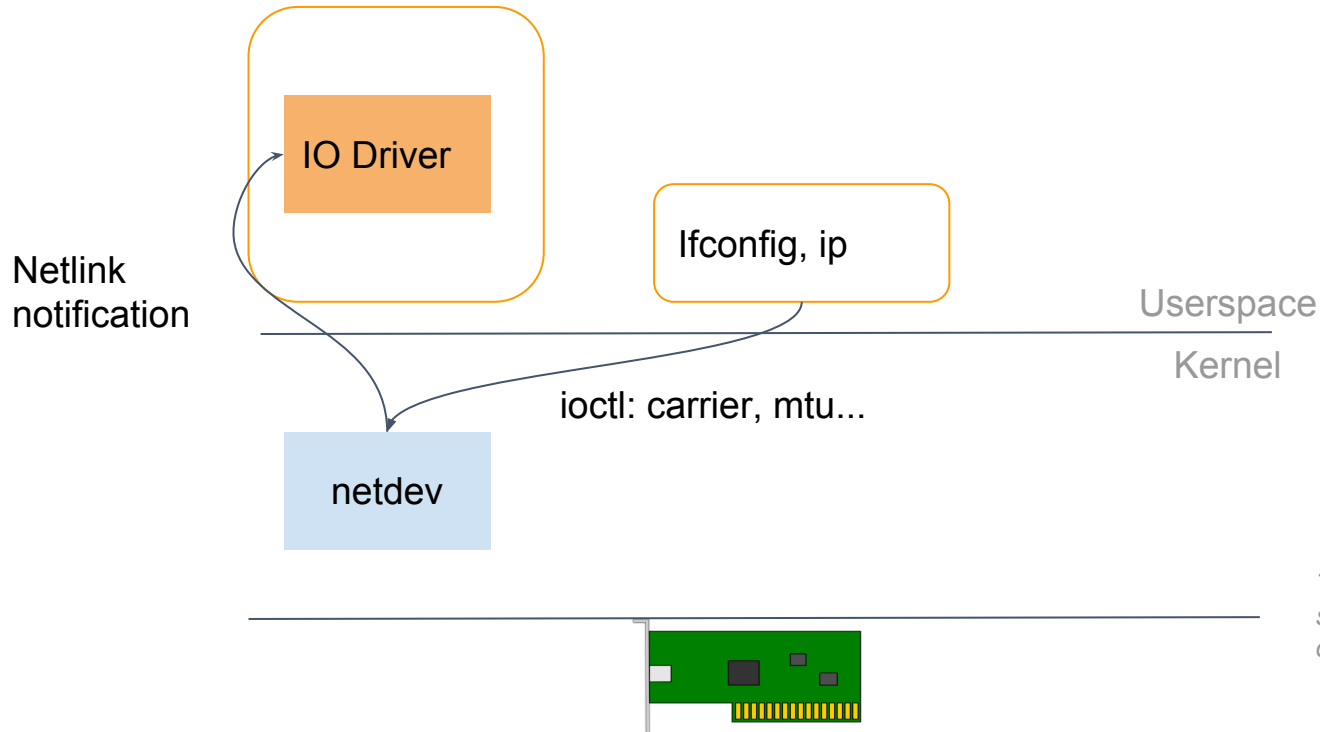 IO Driver
Ifconfig, ip
Netlink
notification
Userspace
Kernel
ioctl: carrier, mtu...
netdev